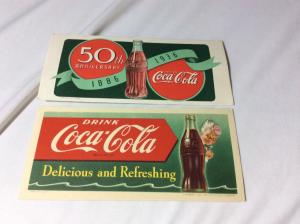 50th
ANNIVERSARY
1886 1936
Coca-Cola
DRINK
Coca-Cola
Delicious and Refreshing